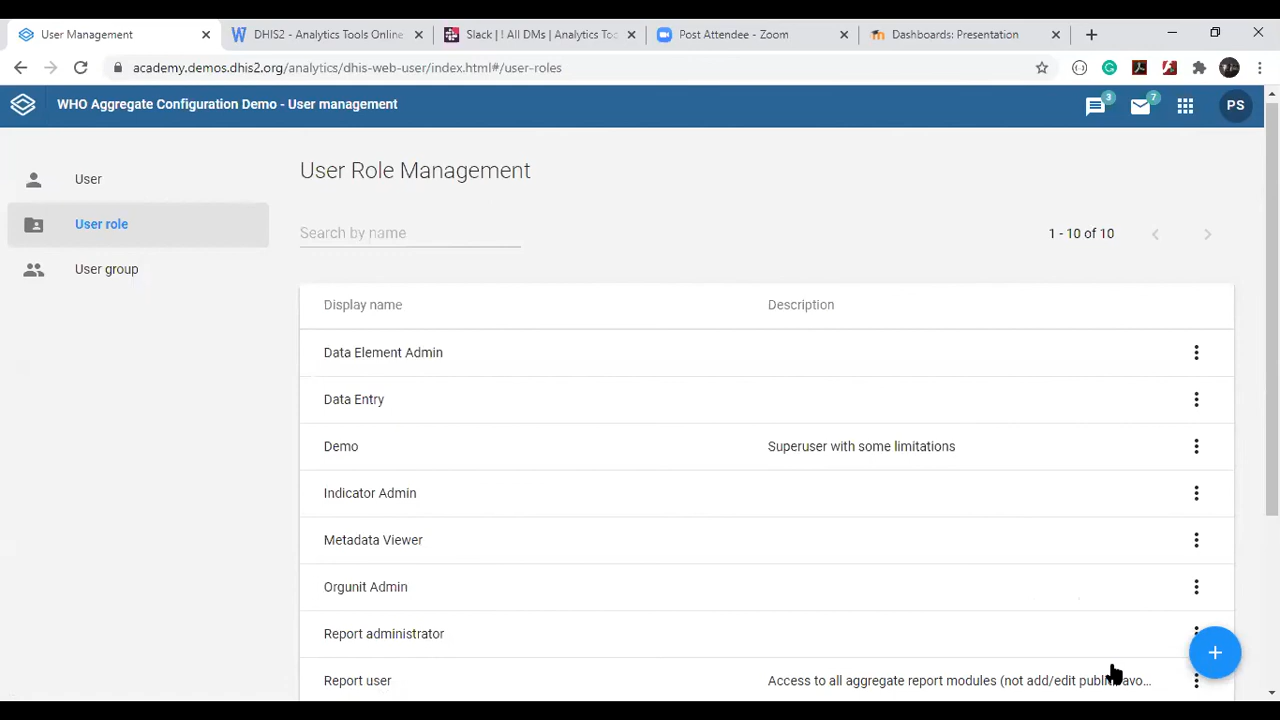 User Management
DHIS2 - Analytics Tools Online
Slack | ! All DMs | Analytics Too
Post Attendee - Zoom
Dashboards: Presentation
academy.demos.dhis2.org/analytics/dhis-web-user/index.html#/user-roles
WHO Aggregate Configuration Demo - User management
3
7
PS
User
User role
User group
User Role Management
Search by name
1 - 10 of 10
Display name
Description
Data Element Admin
Data Entry
Demo
Superuser with some limitations
Indicator Admin
Metadata Viewer
Orgunit Admin
Report administrator
Report user
Access to all aggregate report modules (not add/edit public favo...